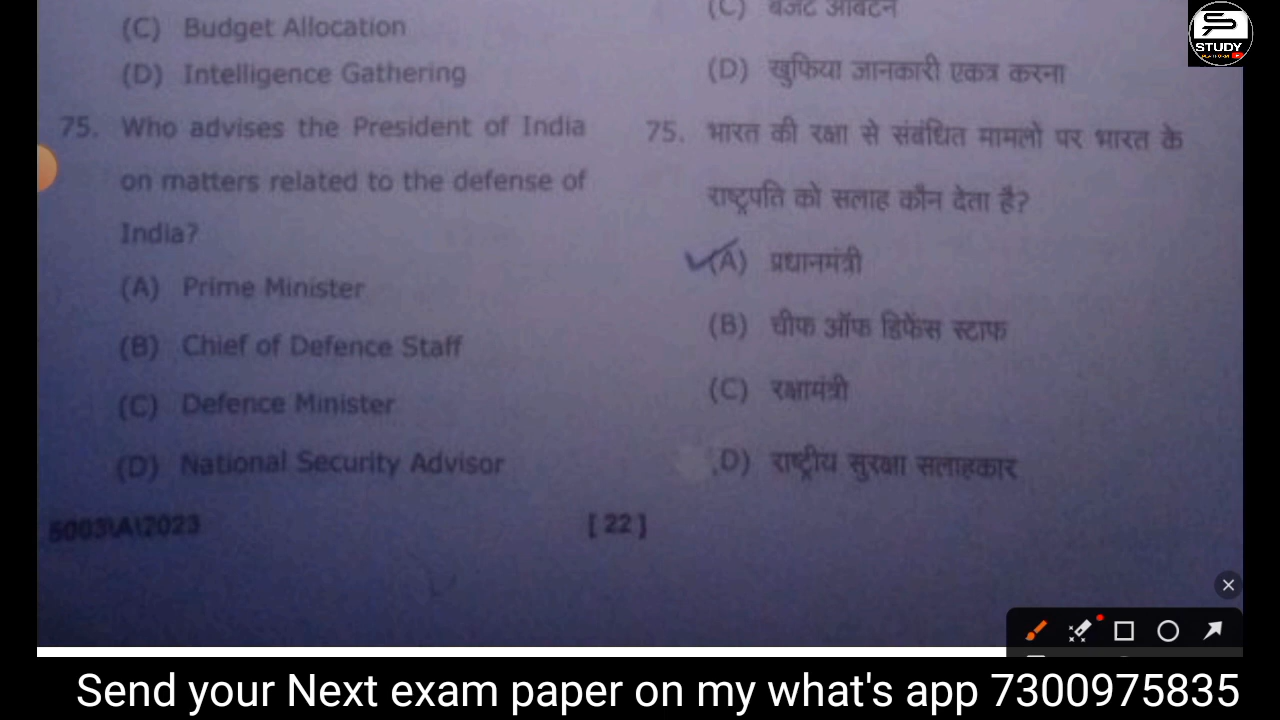 (C) Budget Allocation
(D) Intelligence Gathering
75. Who advises the President of India
on matters related to the defense of
India?
(A) Prime Minister
(B) Chief of Defence Staff
(C) Defence Minister
(D) National Security Advisor
5003\A\2023
(C) बजट आवंटन
(D) खुफिया जानकारी एकत्र करना
75. भारत की रक्षा से संबंधित मामलों पर भारत के
राष्ट्रपति को सलाह कौन देता है?
(A) प्रधानमंत्री
(B) चीफ ऑफ डिफेंस स्टाफ
(C) रक्षामंत्री
(D) राष्ट्रीय सुरक्षा सलाहकार
[ 22 ]
SP
STUDY
PLATFORM
Send your Next exam paper on my what's app 7300975835